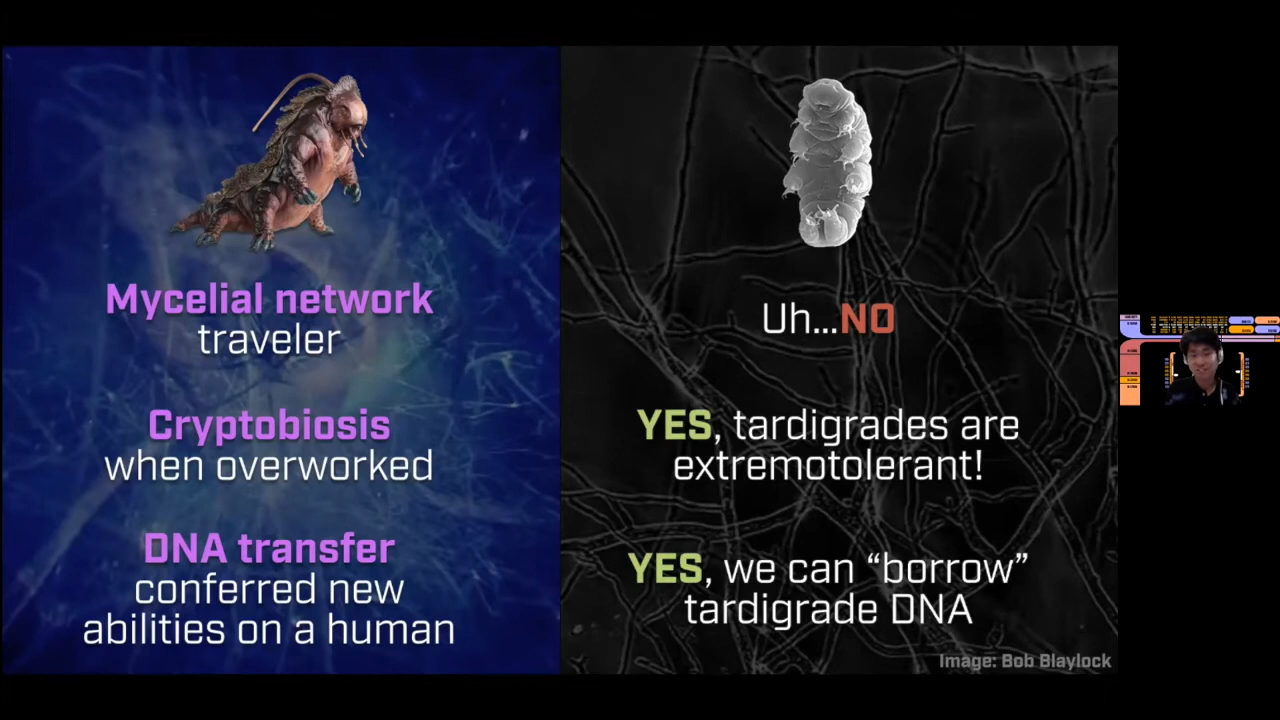 Mycelial network
traveler
Cryptobiosis
when overworked
DNA transfer
conferred new
abilities on a human
Uh...NO
YES, tardigrades are
extremotolerant!
YES, we can “borrow”
tardigrade DNA
Image: Bob Blaylock